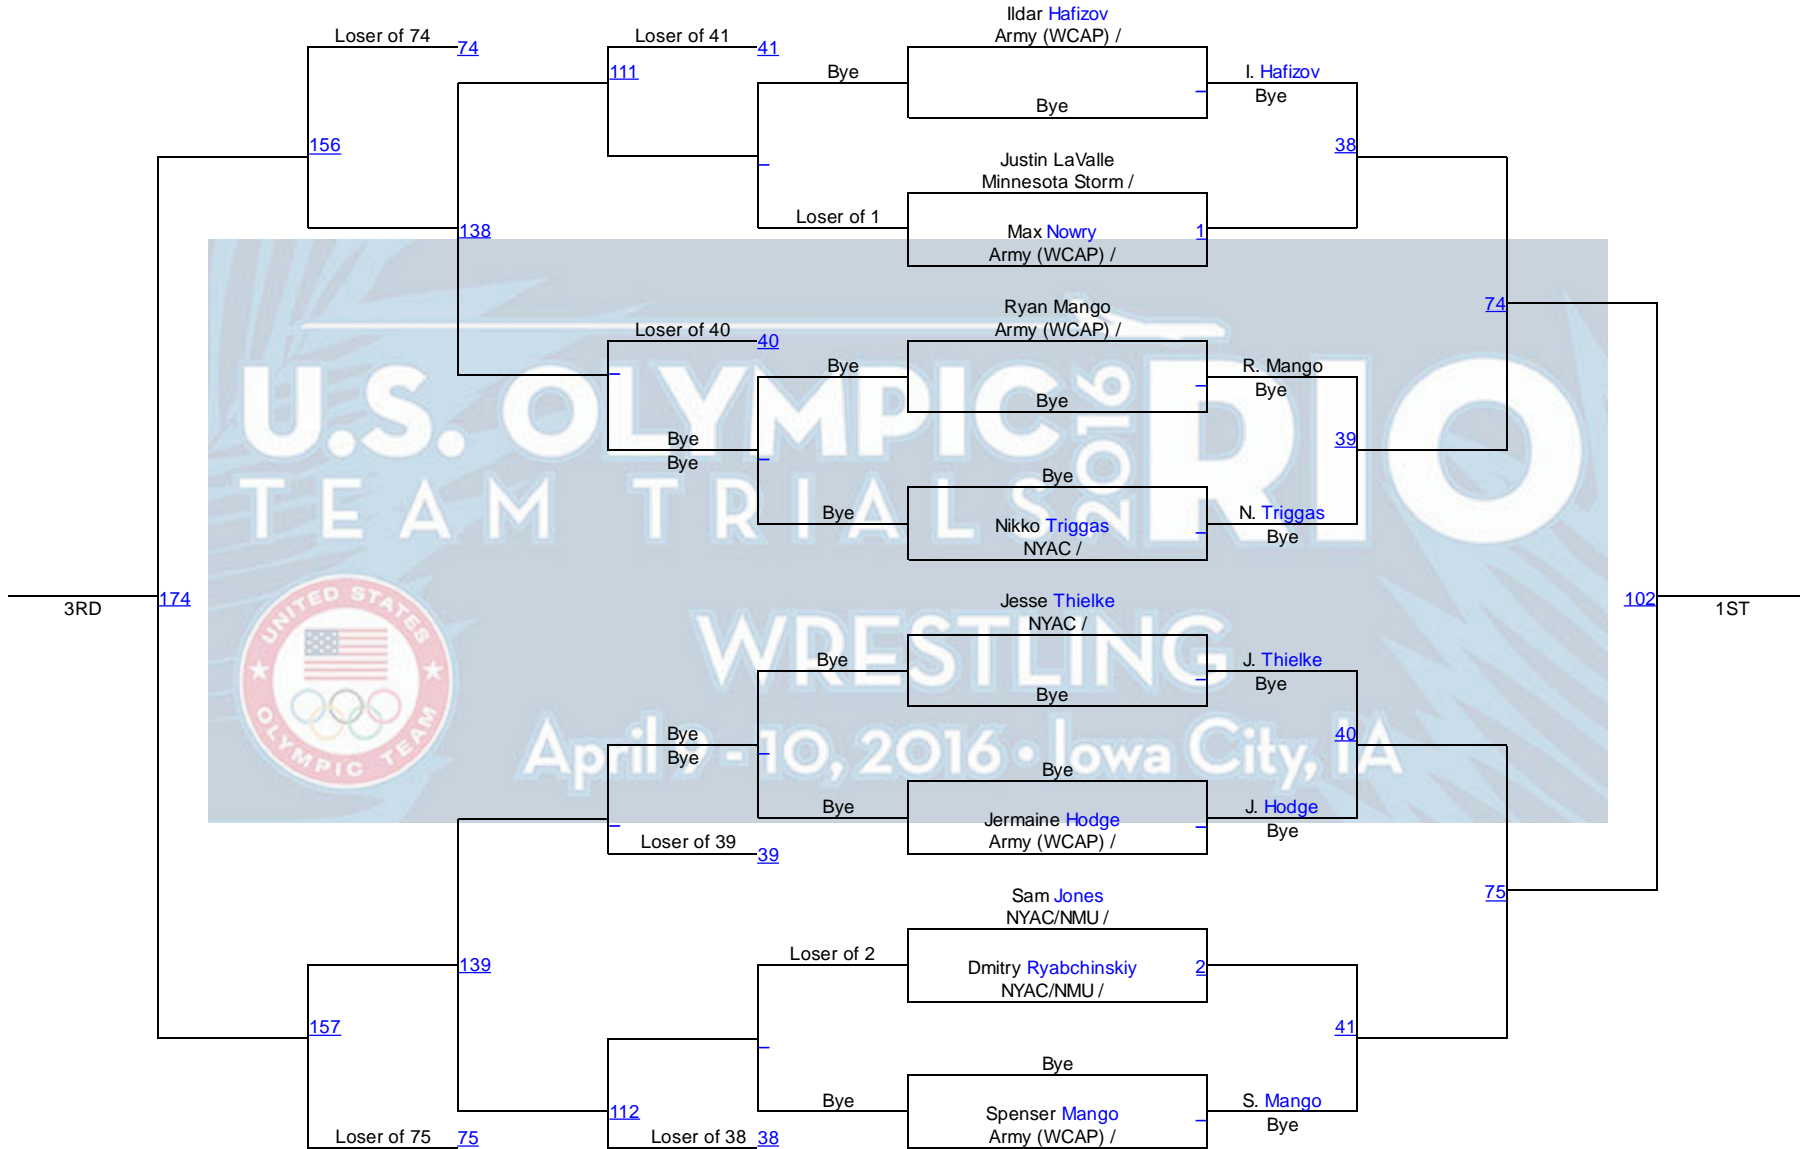 Ildar Hafizov
Loser of 74
74
Loser of 41
41
Army (WCAP) /
111
Bye
I. Hafizov
Bye
Bye
156
38
Justin LaValle
Minnesota Storm /
Loser of 1
138
Max Nowry
1
Army (WCAP) /
Ryan Mango
74
Loser of 40
40
Army (WCAP) /
Bye
R. Mango
Bye
Bye
Bye
Bye
39
Bye
Bye
Nikko Triggas
NYAC /
N. Triggas
Bye
U.S. OLYMPIC
TEAM TRIALS
2016
RIO
3RD
174
Jesse Thielke
NYAC /
102
1ST
UNITED STATES
OLYMPIC TEAM
WRESTLING
Bye
J. Thielke
Bye
Bye
Bye
Bye
40
April 9 - 10, 2016 • Iowa City, IA
Bye
Bye
Jermaine Hodge
Army (WCAP) /
J. Hodge
Bye
Loser of 39
39
Sam Jones
NYAC/NMU /
75
139
Loser of 2
Dmitry Ryabchinskiy
2
NYAC/NMU /
157
41
Bye
112
Bye
Spenser Mango
Army (WCAP) /
S. Mango
Bye
Loser of 75
75
Loser of 38
38